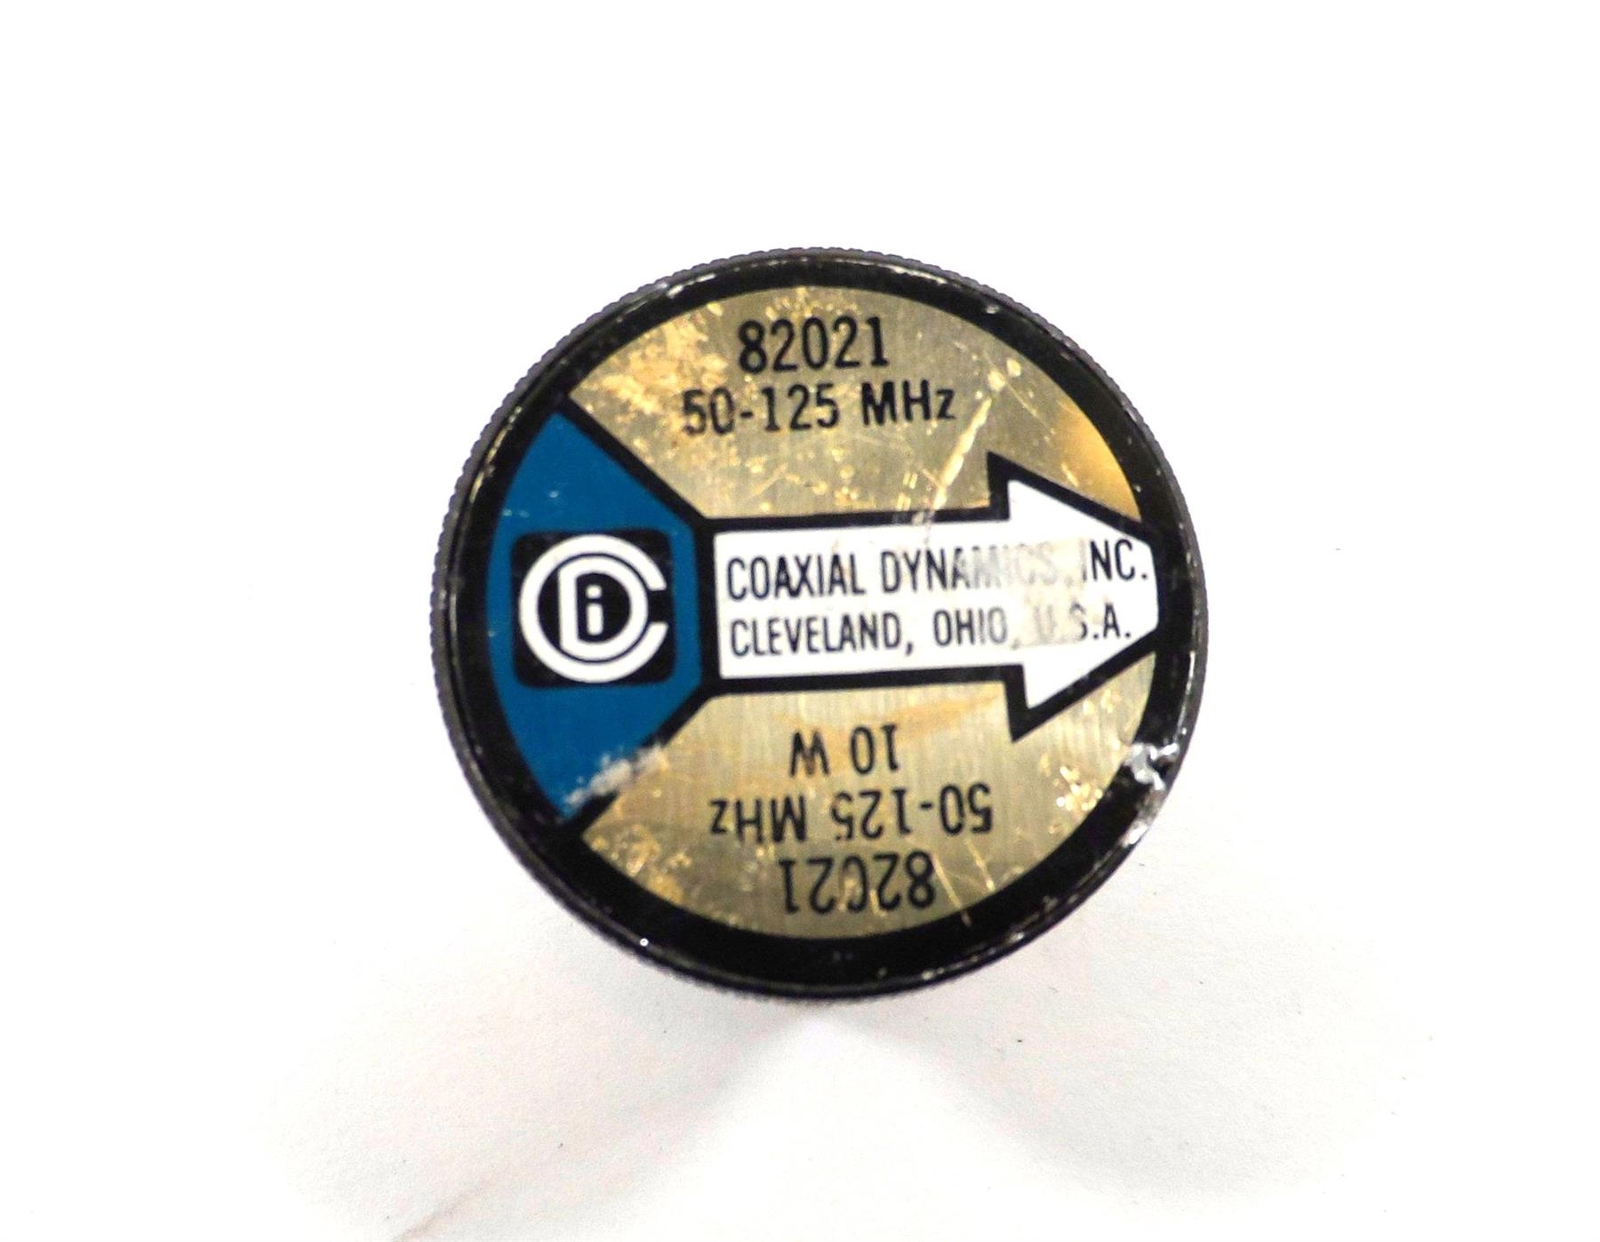 82021
50-125 MHz
CDi
COAXIAL DYNAMICS, INC.
CLEVELAND, OHIO, U.S.A.
10 W
50-125 MHz
82021